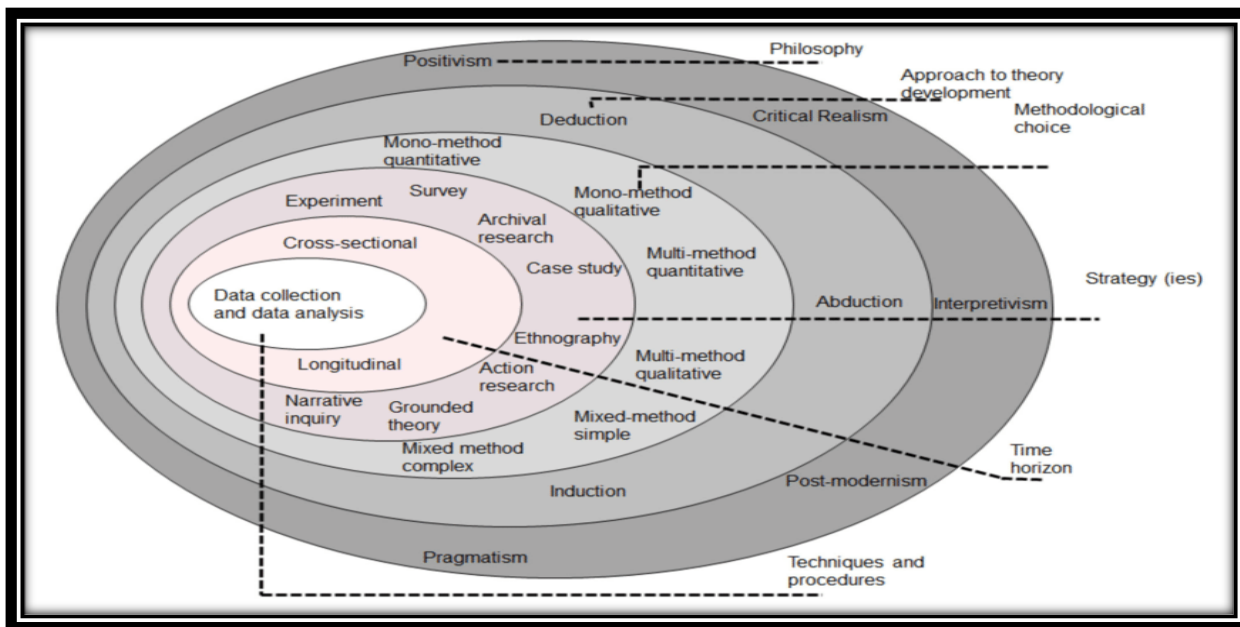 Philosophy
Positivism
Approach to theory
development
Deduction
Critical Realism
Methodological
choice
Mono-method
quantitative
Mono-method
qualitative
Experiment
Survey
Archival
research
Cross-sectional
Multi-method
quantitative
Case study
Strategy (ies)
Data collection
and data analysis
Abduction
Interpretivism
Ethnography
Longitudinal
Multi-method
qualitative
Action
research
Narrative
inquiry
Grounded
theory
Mixed-method
simple
Mixed method
complex
Time
horizon
Induction
Post-modernism
Pragmatism
Techniques and
procedures